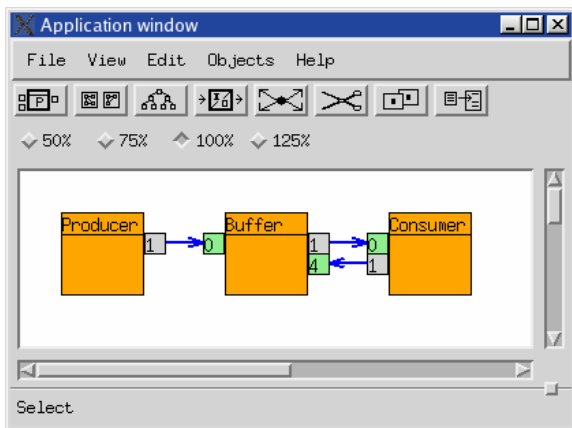 Application window
File View Edit Objects Help
P
50% 75% 100% 125%
Producer Buffer Consumer
1 0 1 0
4 1
Select